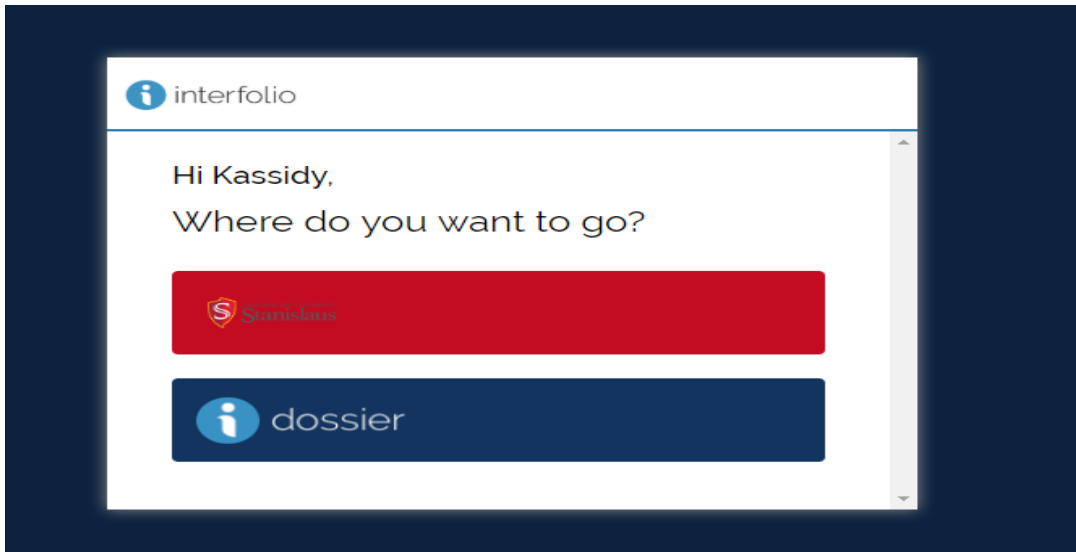 interfolio
Hi Kassidy,
Where do you want to go?
Stanislaus
dossier